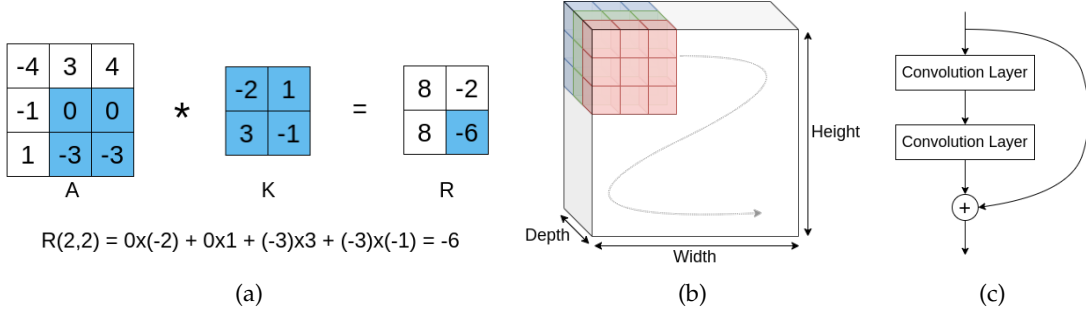 -4 3 4
-1 0 0
1 -3 -3
A
*
-2 1
3 -1
K
=
8 -2
8 -6
R
R(2,2) = 0x(-2) + 0x1 + (-3)x3 + (-3)x(-1) = -6
(a)
Height
Depth
Width
(b)
Convolution Layer
Convolution Layer
+
(c)